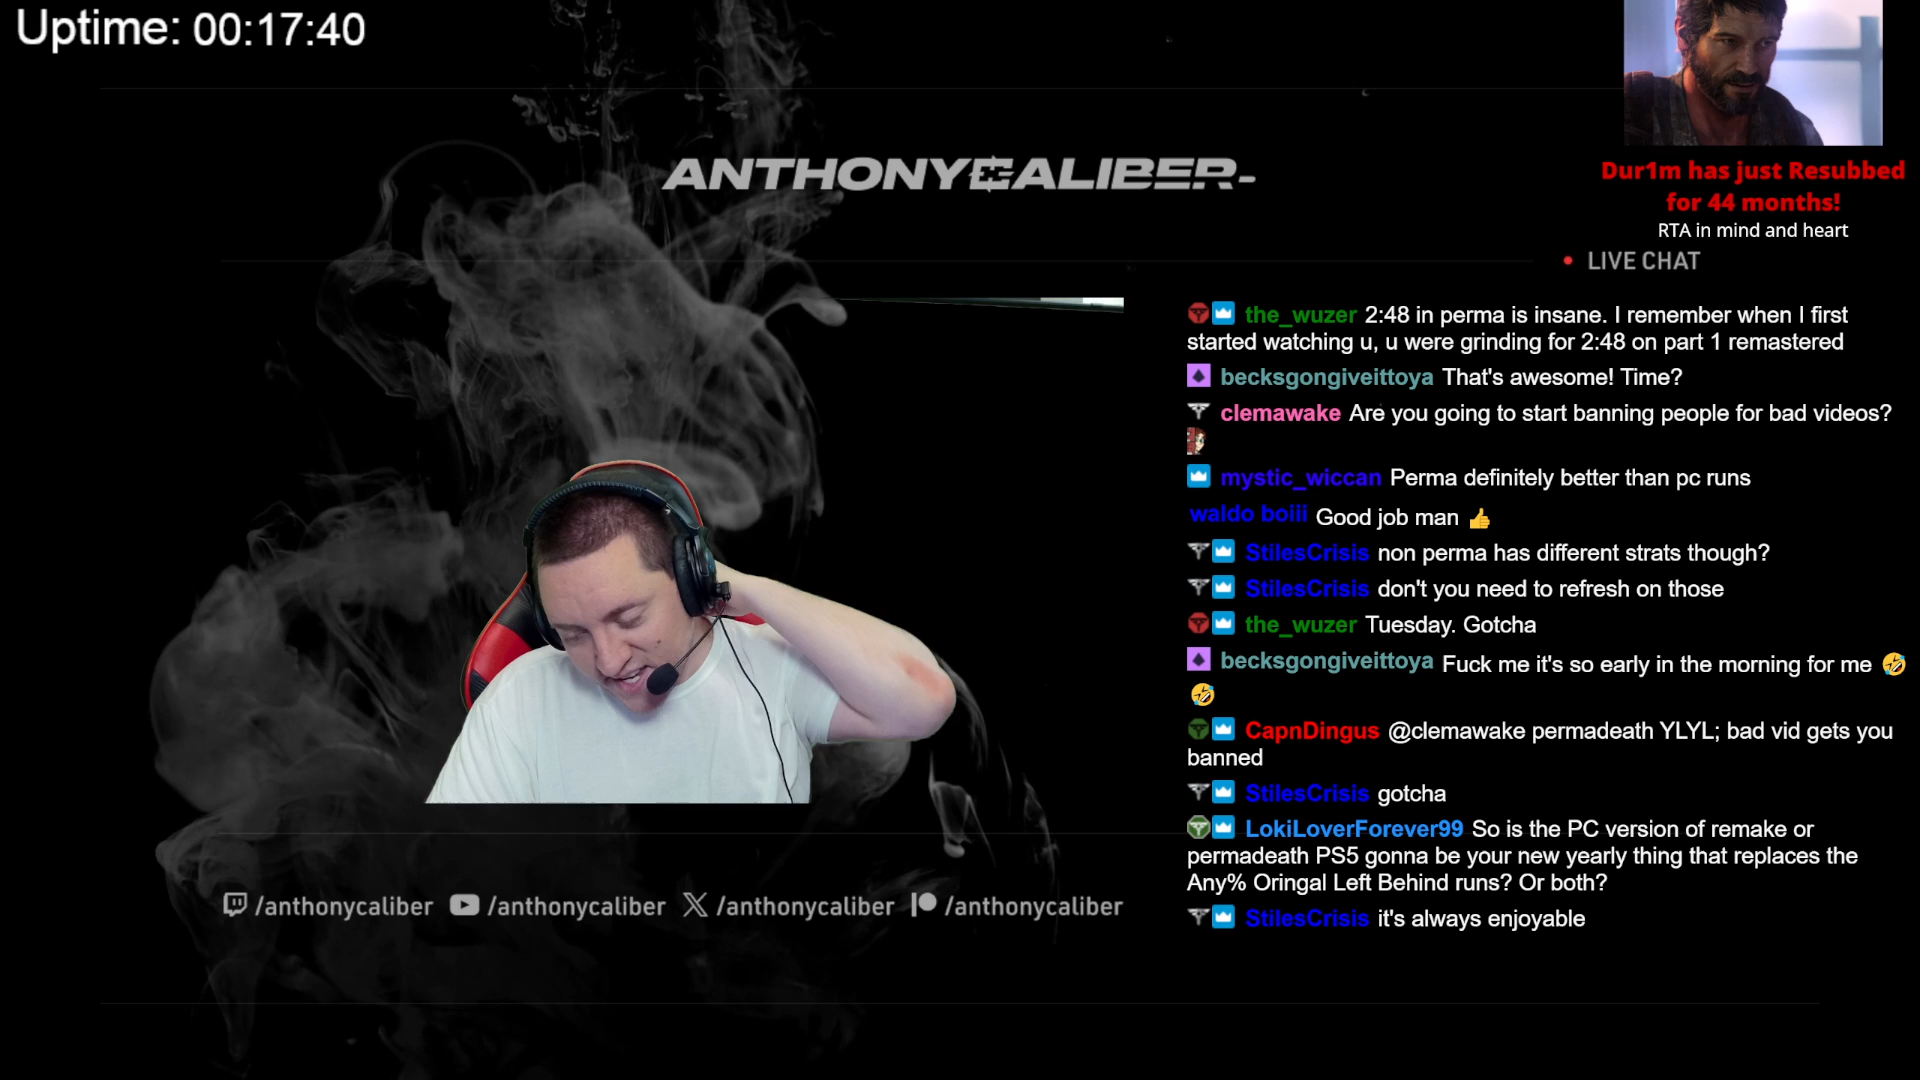 Uptime: 00:17:40
ANTHONYCALIBER-
Dur1m has just Resubbed
for 44 months!
RTA in mind and heart
LIVE CHAT
the_wuzer 2:48 in perma is insane. I remember when I first
started watching u, u were grinding for 2:48 on part 1 remastered
becksgongiveittoya That's awesome! Time?
clemawake Are you going to start banning people for bad videos?
mystic_wiccan Perma definitely better than pc runs
waldo boiii Good job man 👍
StilesCrisis non perma has different strats though?
StilesCrisis don't you need to refresh on those
the_wuzer Tuesday. Gotcha
becksgongiveittoya Fuck me it's so early in the morning for me 🤣
🤣
CapnDingus @clemawake permadeath YLYL; bad vid gets you
banned
StilesCrisis gotcha
LokiLoverForever99 So is the PC version of remake or
permadeath PS5 gonna be your new yearly thing that replaces the
Any% Oringal Left Behind runs? Or both?
StilesCrisis it's always enjoyable
/anthonycaliber /anthonycaliber /anthonycaliber /anthonycaliber